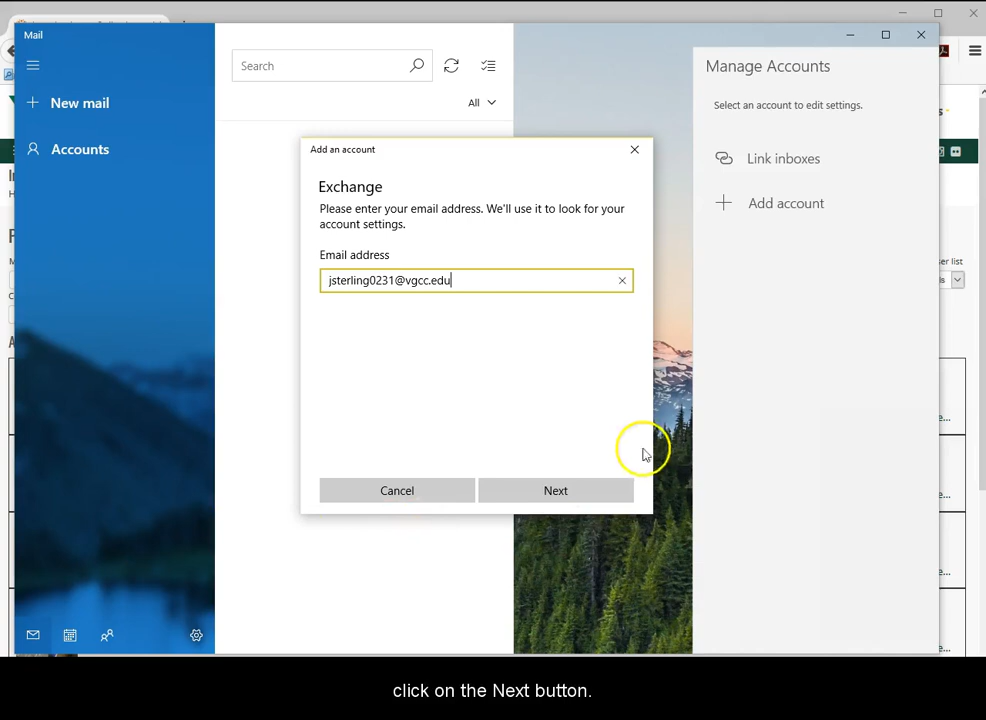 Mail
Search
New mail
All
Accounts
Manage Accounts
Select an account to edit settings.
Link inboxes
Add account
Add an account
Exchange
Please enter your email address. We'll use it to look for your
account settings.
Email address
jsterling0231@vgcc.edu
Cancel
Next
ser list
click on the Next button.